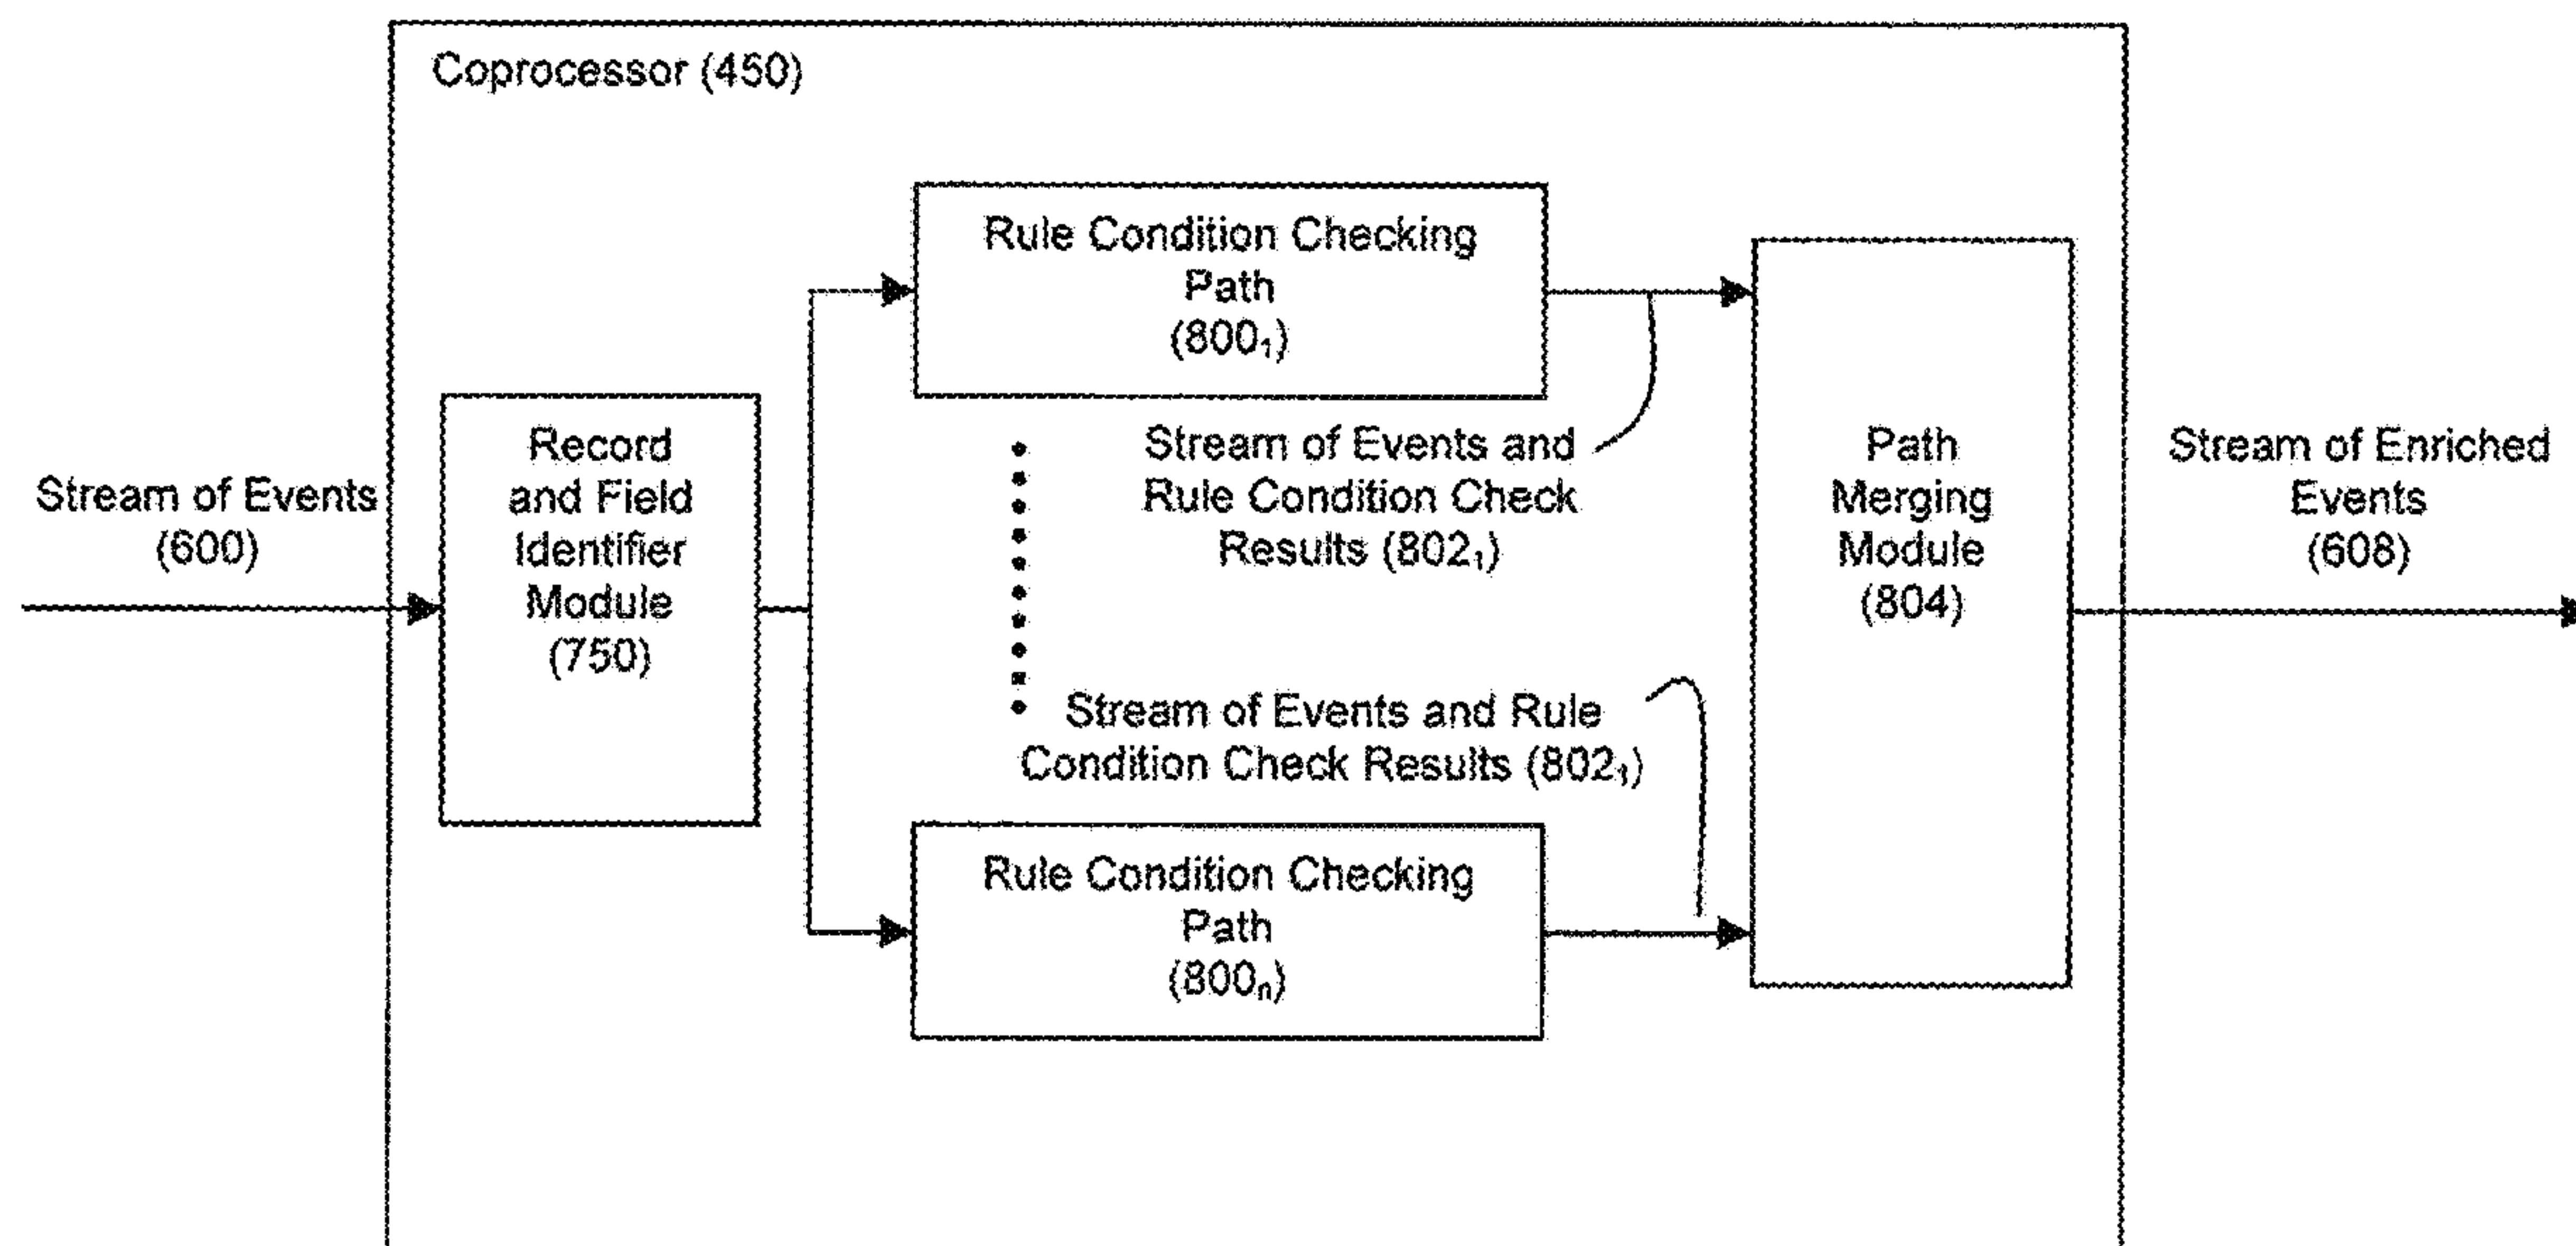 Coprocessor (450)
Stream of Events
(600)
Record
and Field
Identifier
Module
(750)
Rule Condition Checking
Path
(800₁)
Stream of Events and
Rule Condition Check
Results (802₁)
Stream of Events and Rule
Condition Check Results (802₁)
Rule Condition Checking
Path
(800ₙ)
Path
Merging
Module
(804)
Stream of Enriched
Events
(608)